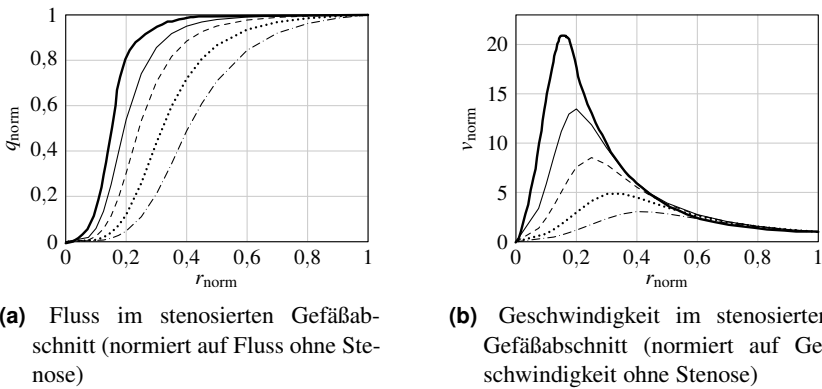 1
0,8
0,6
0,4
0,2
0
q_norm
0 0,2 0,4 0,6 0,8 1
r_norm
20
15
10
5
0
v_norm
0 0,2 0,4 0,6 0,8 1
r_norm
(a) Fluss im stenosierten Gefäßab-
schnitt (normiert auf Fluss ohne Ste-
nose)
(b) Geschwindigkeit im stenosierten
Gefäßabschnitt (normiert auf Ge-
schwindigkeit ohne Stenose)